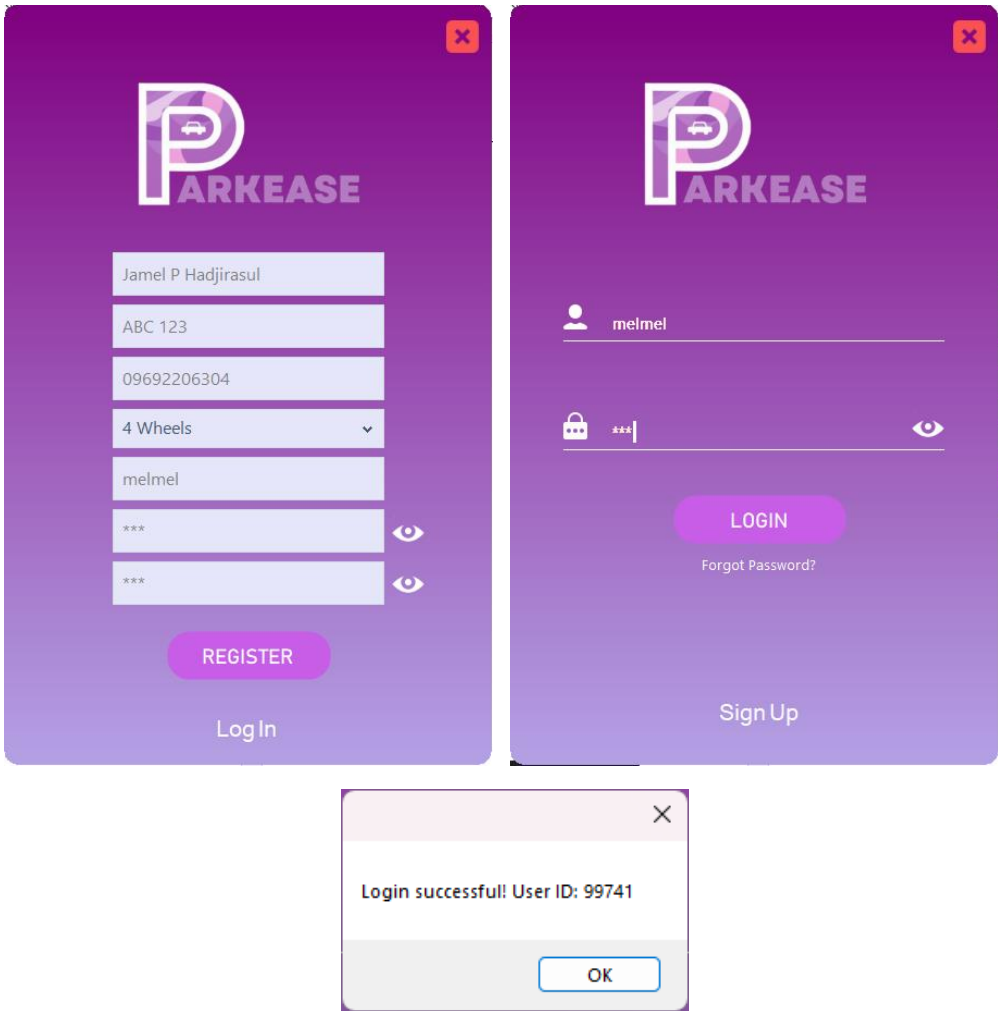 PARKEASE
Jamel P Hadjirasul
ABC 123
09692206304
4 Wheels
melmel
***
***
REGISTER
Log In
PARKEASE
melmel
***
LOGIN
Forgot Password?
Sign Up
Login successful! User ID: 99741
OK